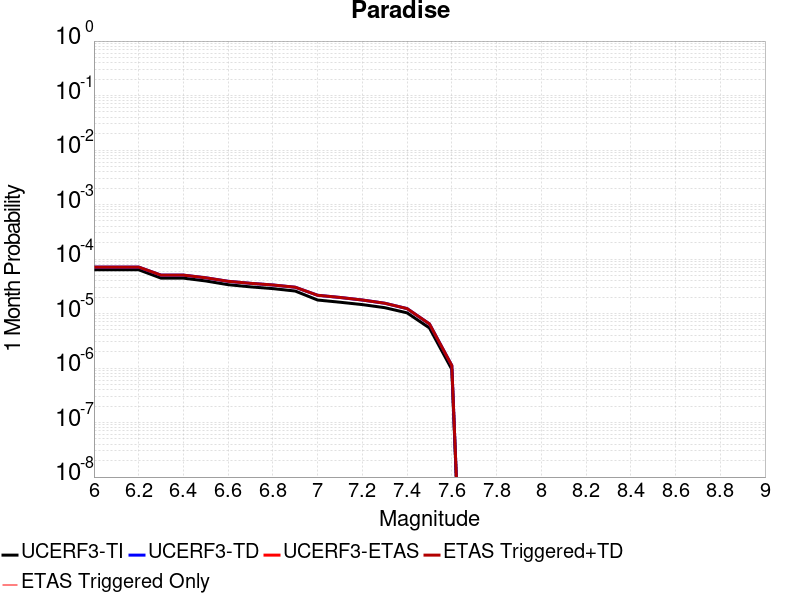 Paradise
10^0
10^-1
10^-2
10^-3
10^-4
10^-5
10^-6
10^-7
10^-8
1 Month Probability
6 6.2 6.4 6.6 6.8 7 7.2 7.4 7.6 7.8 8 8.2 8.4 8.6 8.8 9
Magnitude
UCERF3-TI UCERF3-TD UCERF3-ETAS ETAS Triggered+TD
ETAS Triggered Only